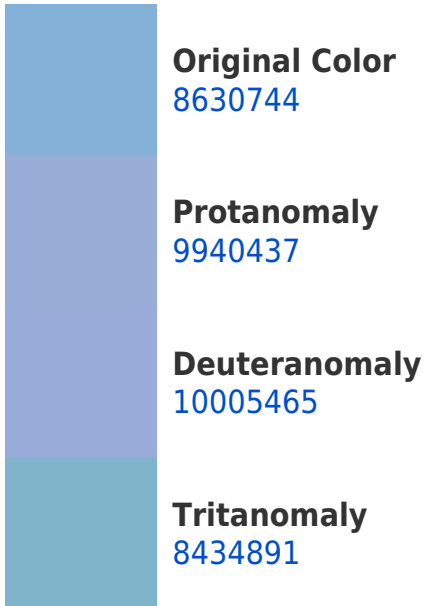 Original Color
8630744
Protanomaly
9940437
Deuteranomaly
10005465
Tritanomaly
8434891